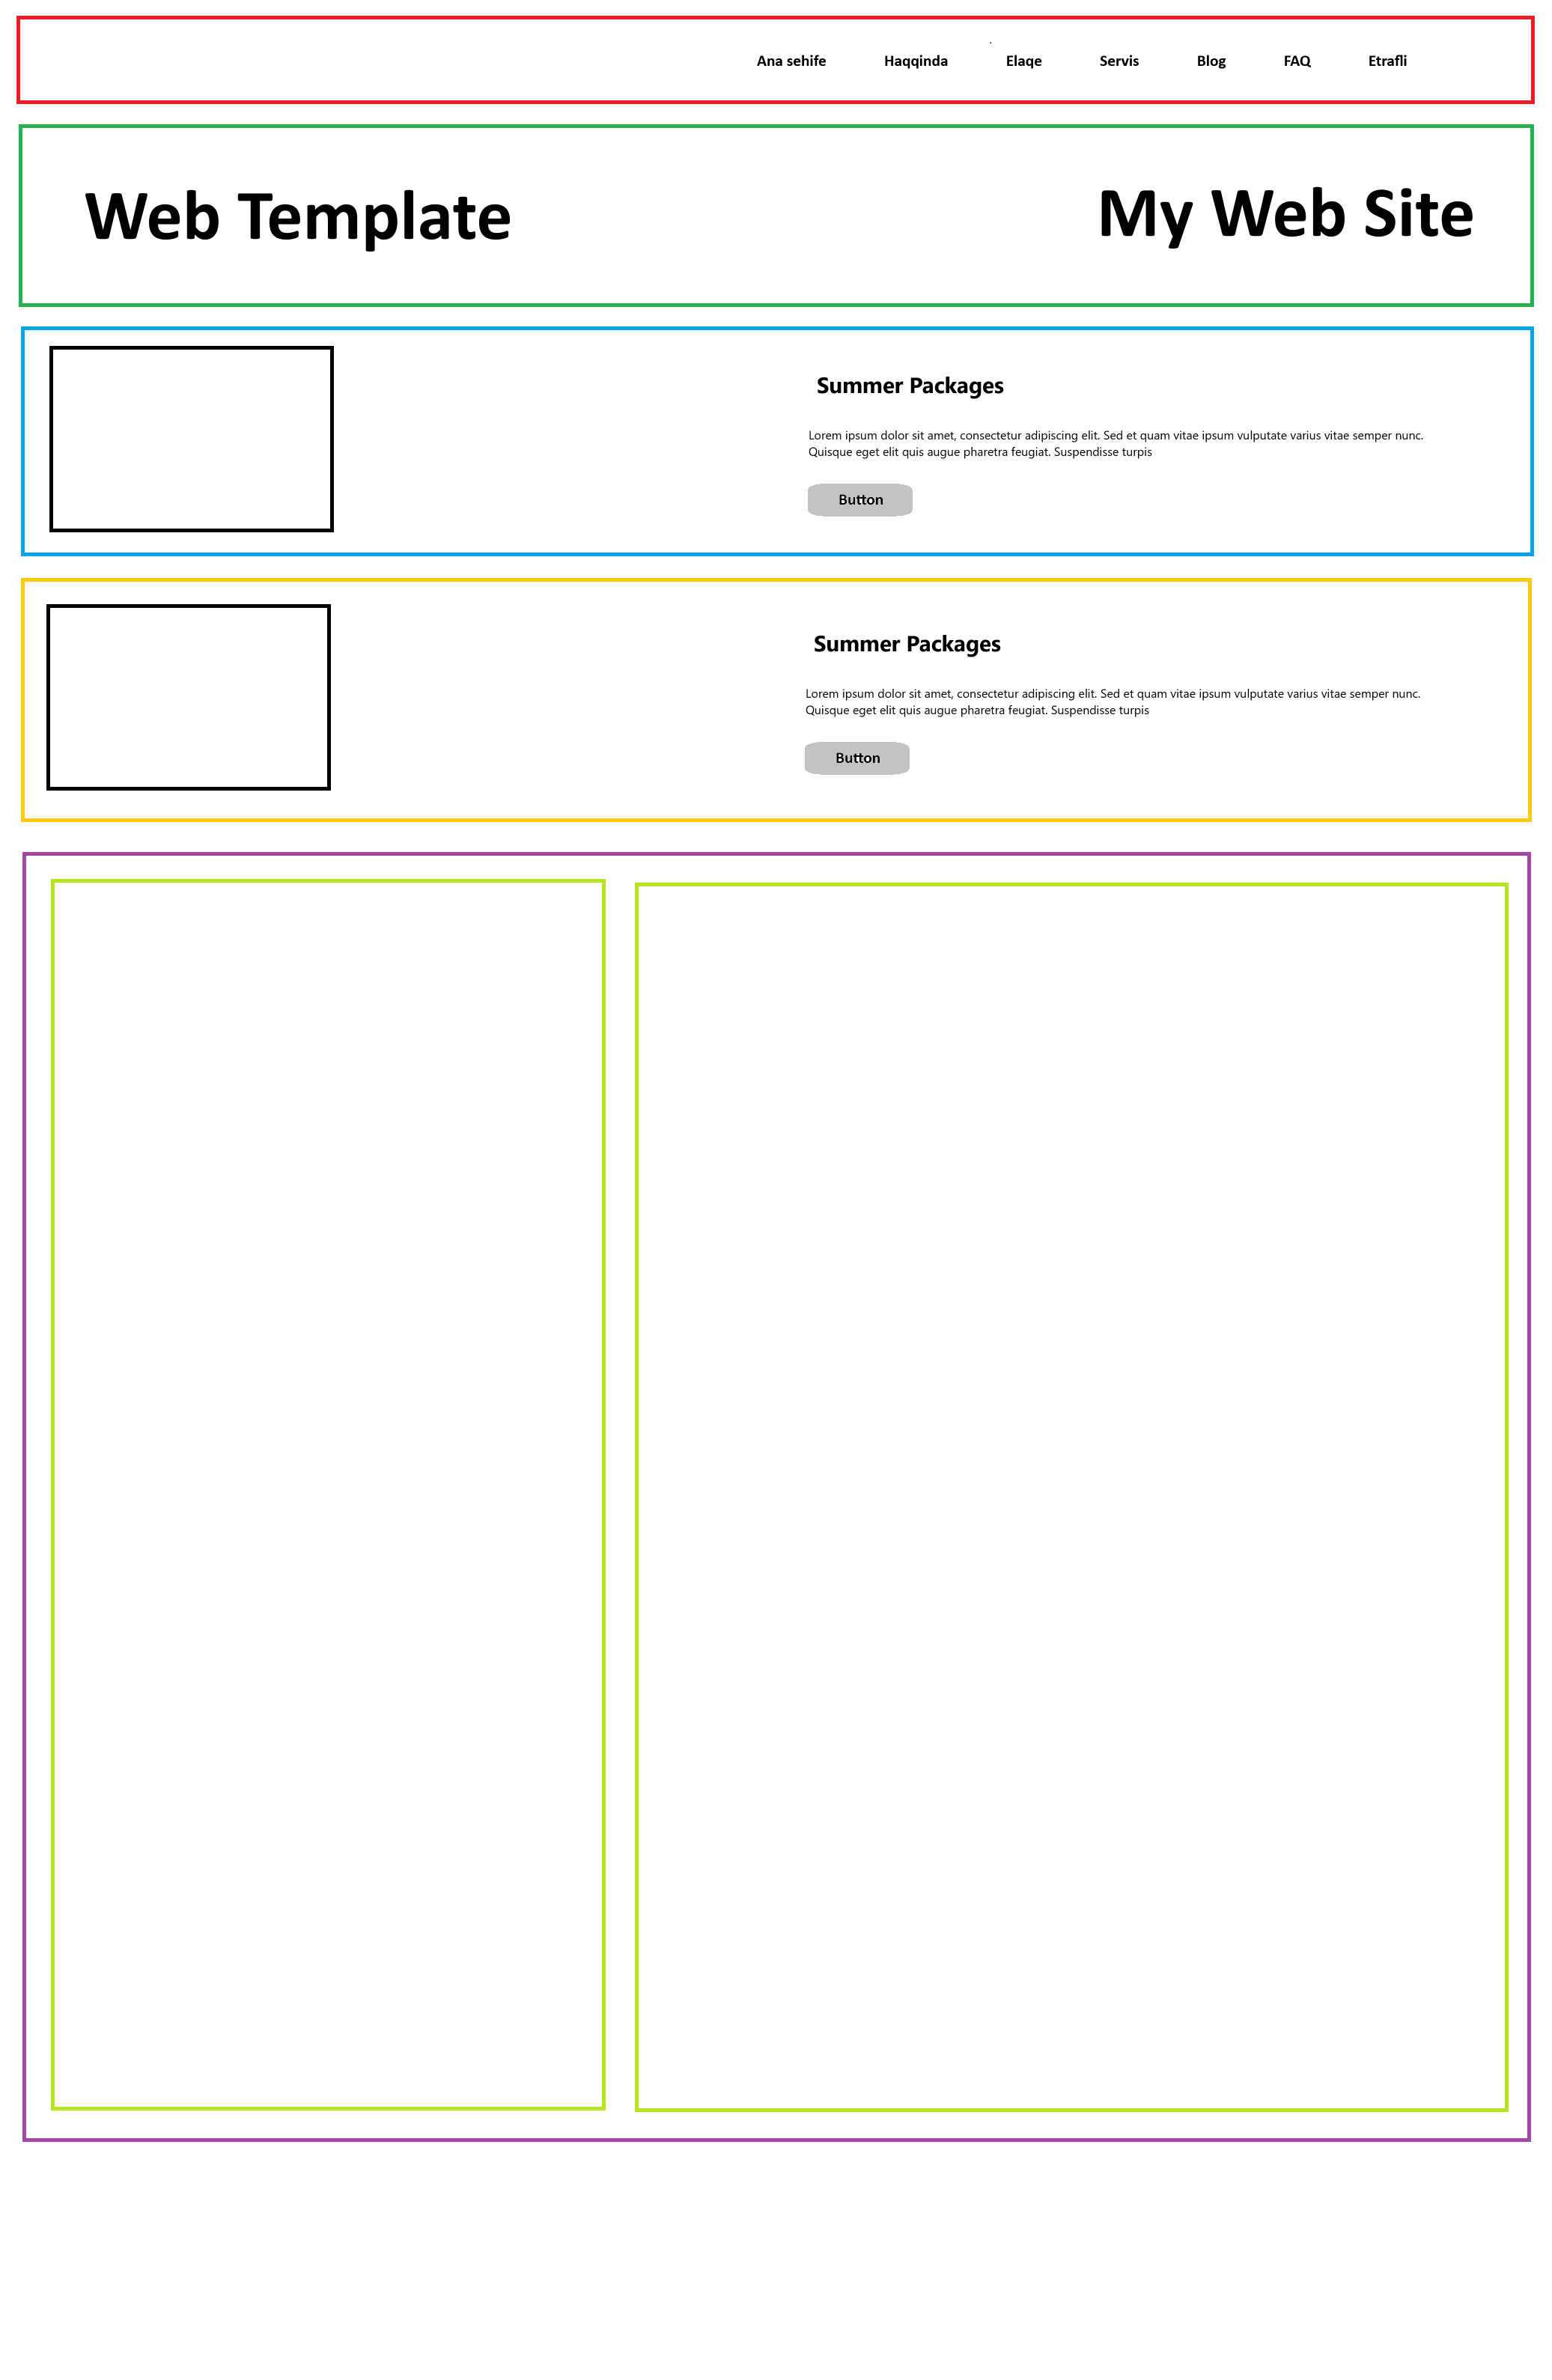 Ana sehife Haqqinda Elaqe Servis Blog FAQ Etrafli
Web Template My Web Site
Summer Packages
Lorem ipsum dolor sit amet, consectetur adipiscing elit. Sed et quam vitae ipsum vulputate varius vitae semper nunc.
Quisque eget elit quis augue pharetra feugiat. Suspendisse turpis
Button
Summer Packages
Lorem ipsum dolor sit amet, consectetur adipiscing elit. Sed et quam vitae ipsum vulputate varius vitae semper nunc.
Quisque eget elit quis augue pharetra feugiat. Suspendisse turpis
Button